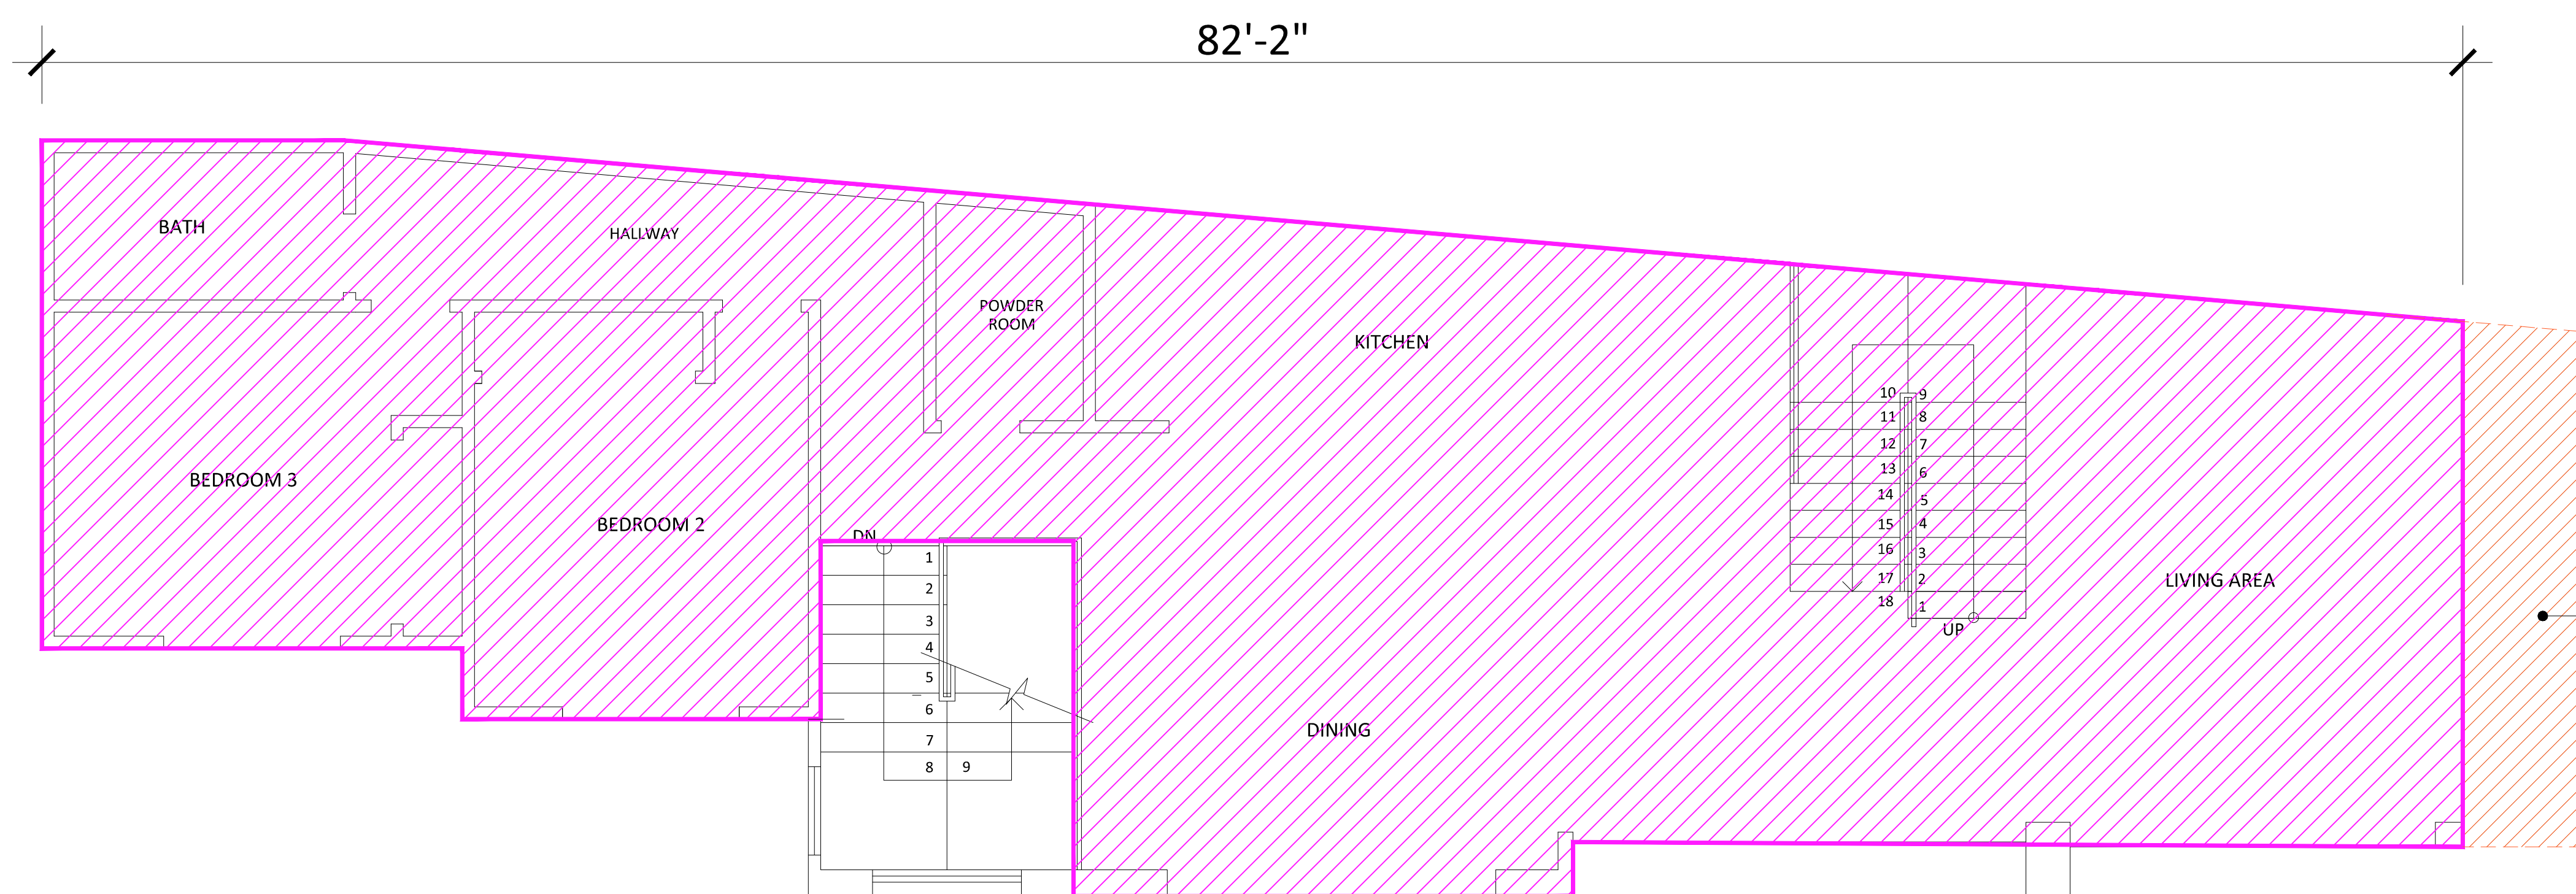 82'-2"
BATH
HALLWAY
POWDER
ROOM
KITCHEN
10 9
11 8
12 7
13 6
14 5
15 4
16 3
17 2
18 1
UP
BEDROOM 3
BEDROOM 2
DN
1
2
3
4
5
6
7
8 9
LIVING AREA
DINING